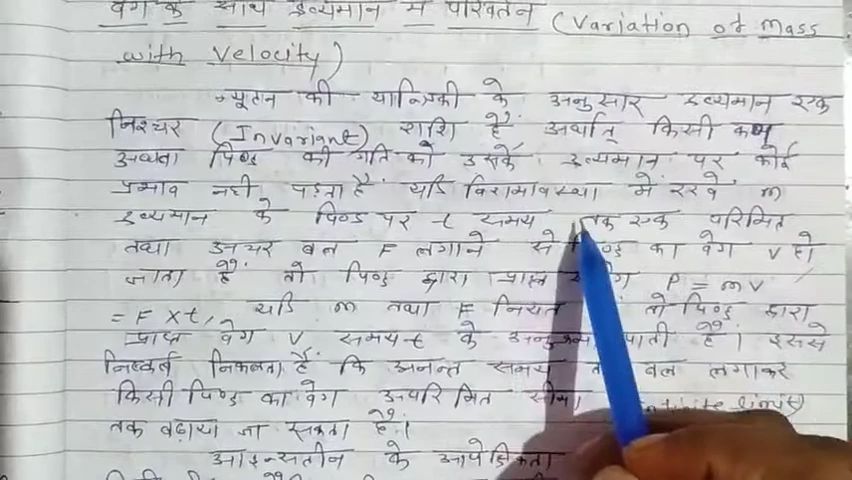 वेग के साथ द्रव्यमान में परिवर्तन (Variation of Mass
with Velocity)
न्यूटन की यान्त्रिकी के अनुसार द्रव्यमान एक
निश्चर (Invariant) राशि है अर्थात् किसी कण
अथवा पिण्ड की गति को उसके द्रव्यमान पर कोई
प्रभाव नही पड़ता है यदि विरामावस्था में रखे m
द्रव्यमान के पिण्ड पर t समय तक एक परिमित
तथा अचर बल F लगाने से का वेग v हो
जाता है तो पिण्ड द्वारा प्राप्त P = mv
= F x t, यदि m तथा F नियत तो पिण्ड द्वारा
प्राप्त वेग v समय t के पाती है। इससे
निष्कर्ष निकलता है कि अनन्त समय बल लगाकर
किसी पिण्ड का वेग अपरिमित सीमा limit)
तक बढ़ाया जा सकता है।
आइन्सतीन के आपेक्षिकता